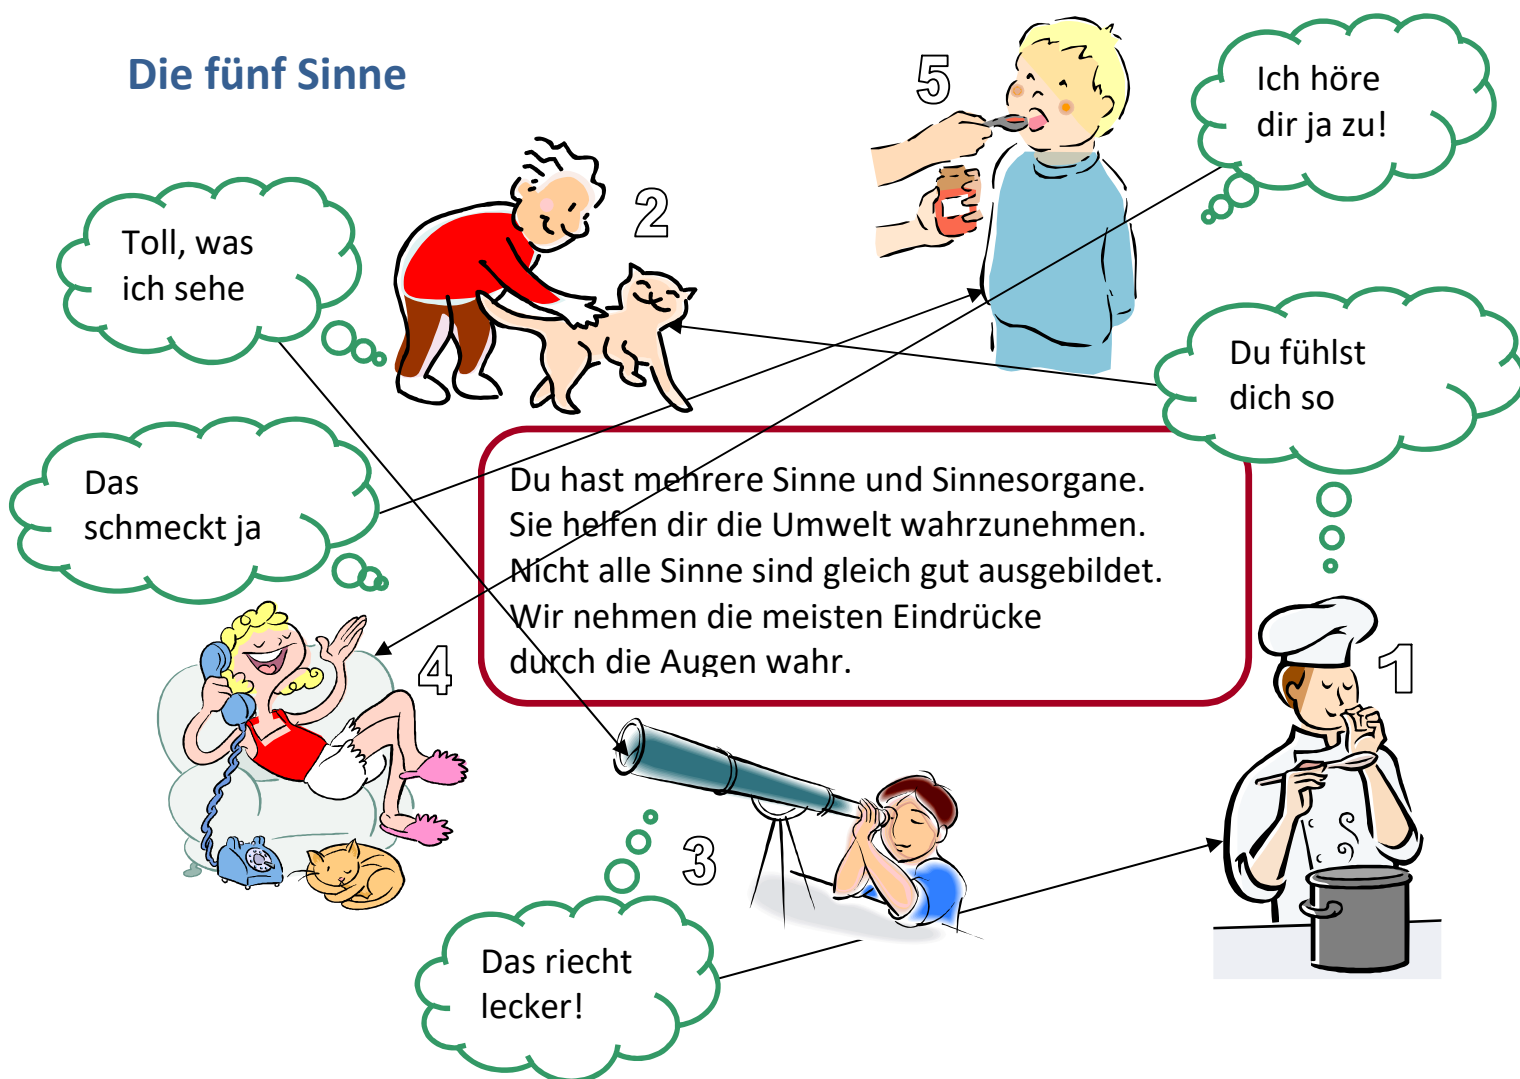 Die fünf Sinne
5
Ich höre
dir ja zu!
2
Toll, was
ich sehe
Du fühlst
dich so
Das
schmeckt ja
Du hast mehrere Sinne und Sinnesorgane.
Sie helfen dir die Umwelt wahrzunehmen.
Nicht alle Sinne sind gleich gut ausgebildet.
Wir nehmen die meisten Eindrücke
durch die Augen wahr.
4
1
3
Das riecht
lecker!